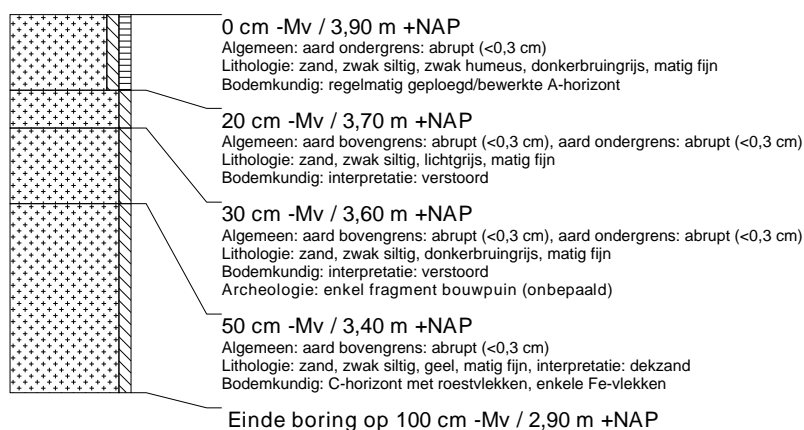 0 cm -Mv / 3,90 m +NAP
Algemeen: aard ondergrens: abrupt (<0,3 cm)
Lithologie: zand, zwak siltig, zwak humeus, donkerbruingrijs, matig fijn
Bodemkundig: regelmatig geploegd/bewerkte A-horizont
20 cm -Mv / 3,70 m +NAP
Algemeen: aard bovengrens: abrupt (<0,3 cm), aard ondergrens: abrupt (<0,3 cm)
Lithologie: zand, zwak siltig, lichtgrijs, matig fijn
Bodemkundig: interpretatie: verstoord
30 cm -Mv / 3,60 m +NAP
Algemeen: aard bovengrens: abrupt (<0,3 cm), aard ondergrens: abrupt (<0,3 cm)
Lithologie: zand, zwak siltig, donkerbruingrijs, matig fijn
Bodemkundig: interpretatie: verstoord
Archeologie: enkel fragment bouwpuin (onbepaald)
50 cm -Mv / 3,40 m +NAP
Algemeen: aard bovengrens: abrupt (<0,3 cm)
Lithologie: zand, zwak siltig, geel, matig fijn, interpretatie: dekzand
Bodemkundig: C-horizont met roestvlekken, enkele Fe-vlekken
Einde boring op 100 cm -Mv / 2,90 m +NAP